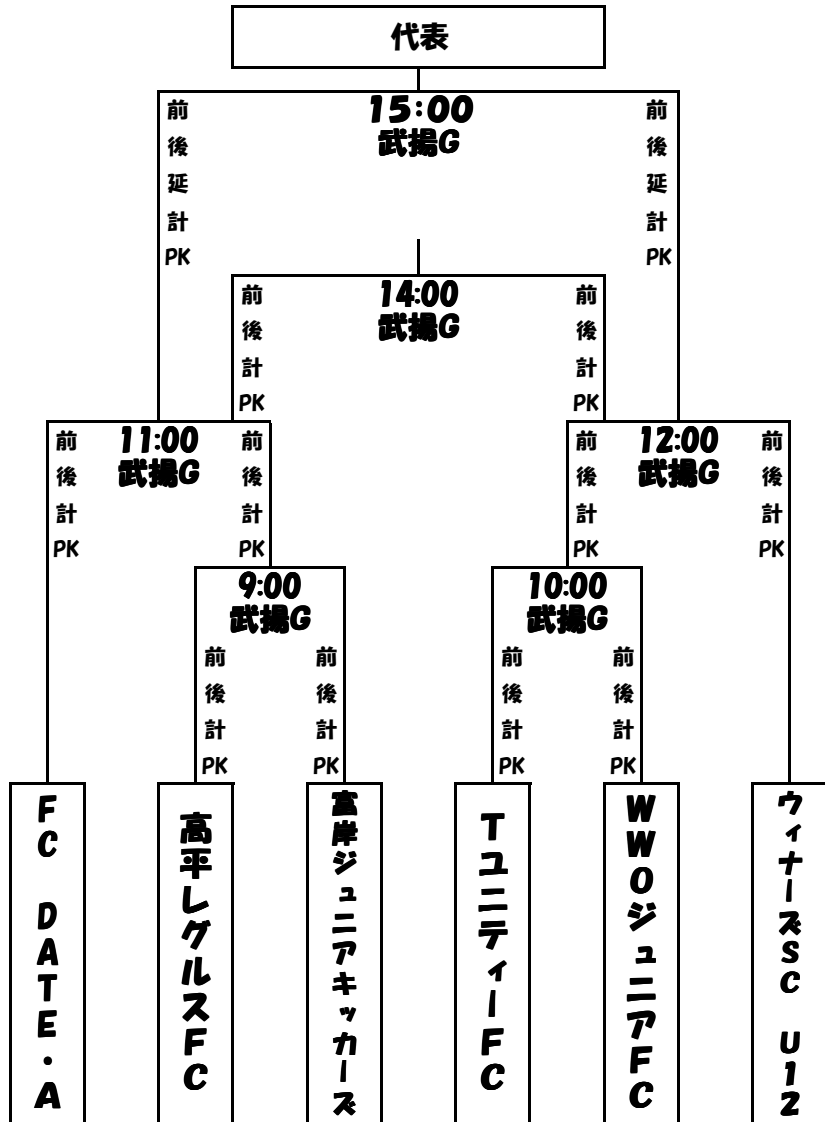 代表
15:00
武揚G
前 前
後 後
延 延
計 計
PK PK
14:00
武揚G
前 前
後 後
計 計
PK PK
11:00
武揚G
前 前
後 後
計 計
PK PK
12:00
武揚G
前 前
後 後
計 計
PK PK
9:00
武揚G
前 前
後 後
計 計
PK PK
10:00
武揚G
前 前
後 後
計 計
PK PK
FC DATE・A
高平レグルスFC
富岸ジュニアキッカーズ
TユニティーFC
WWOジュニアFC
ウィナーズSC U12